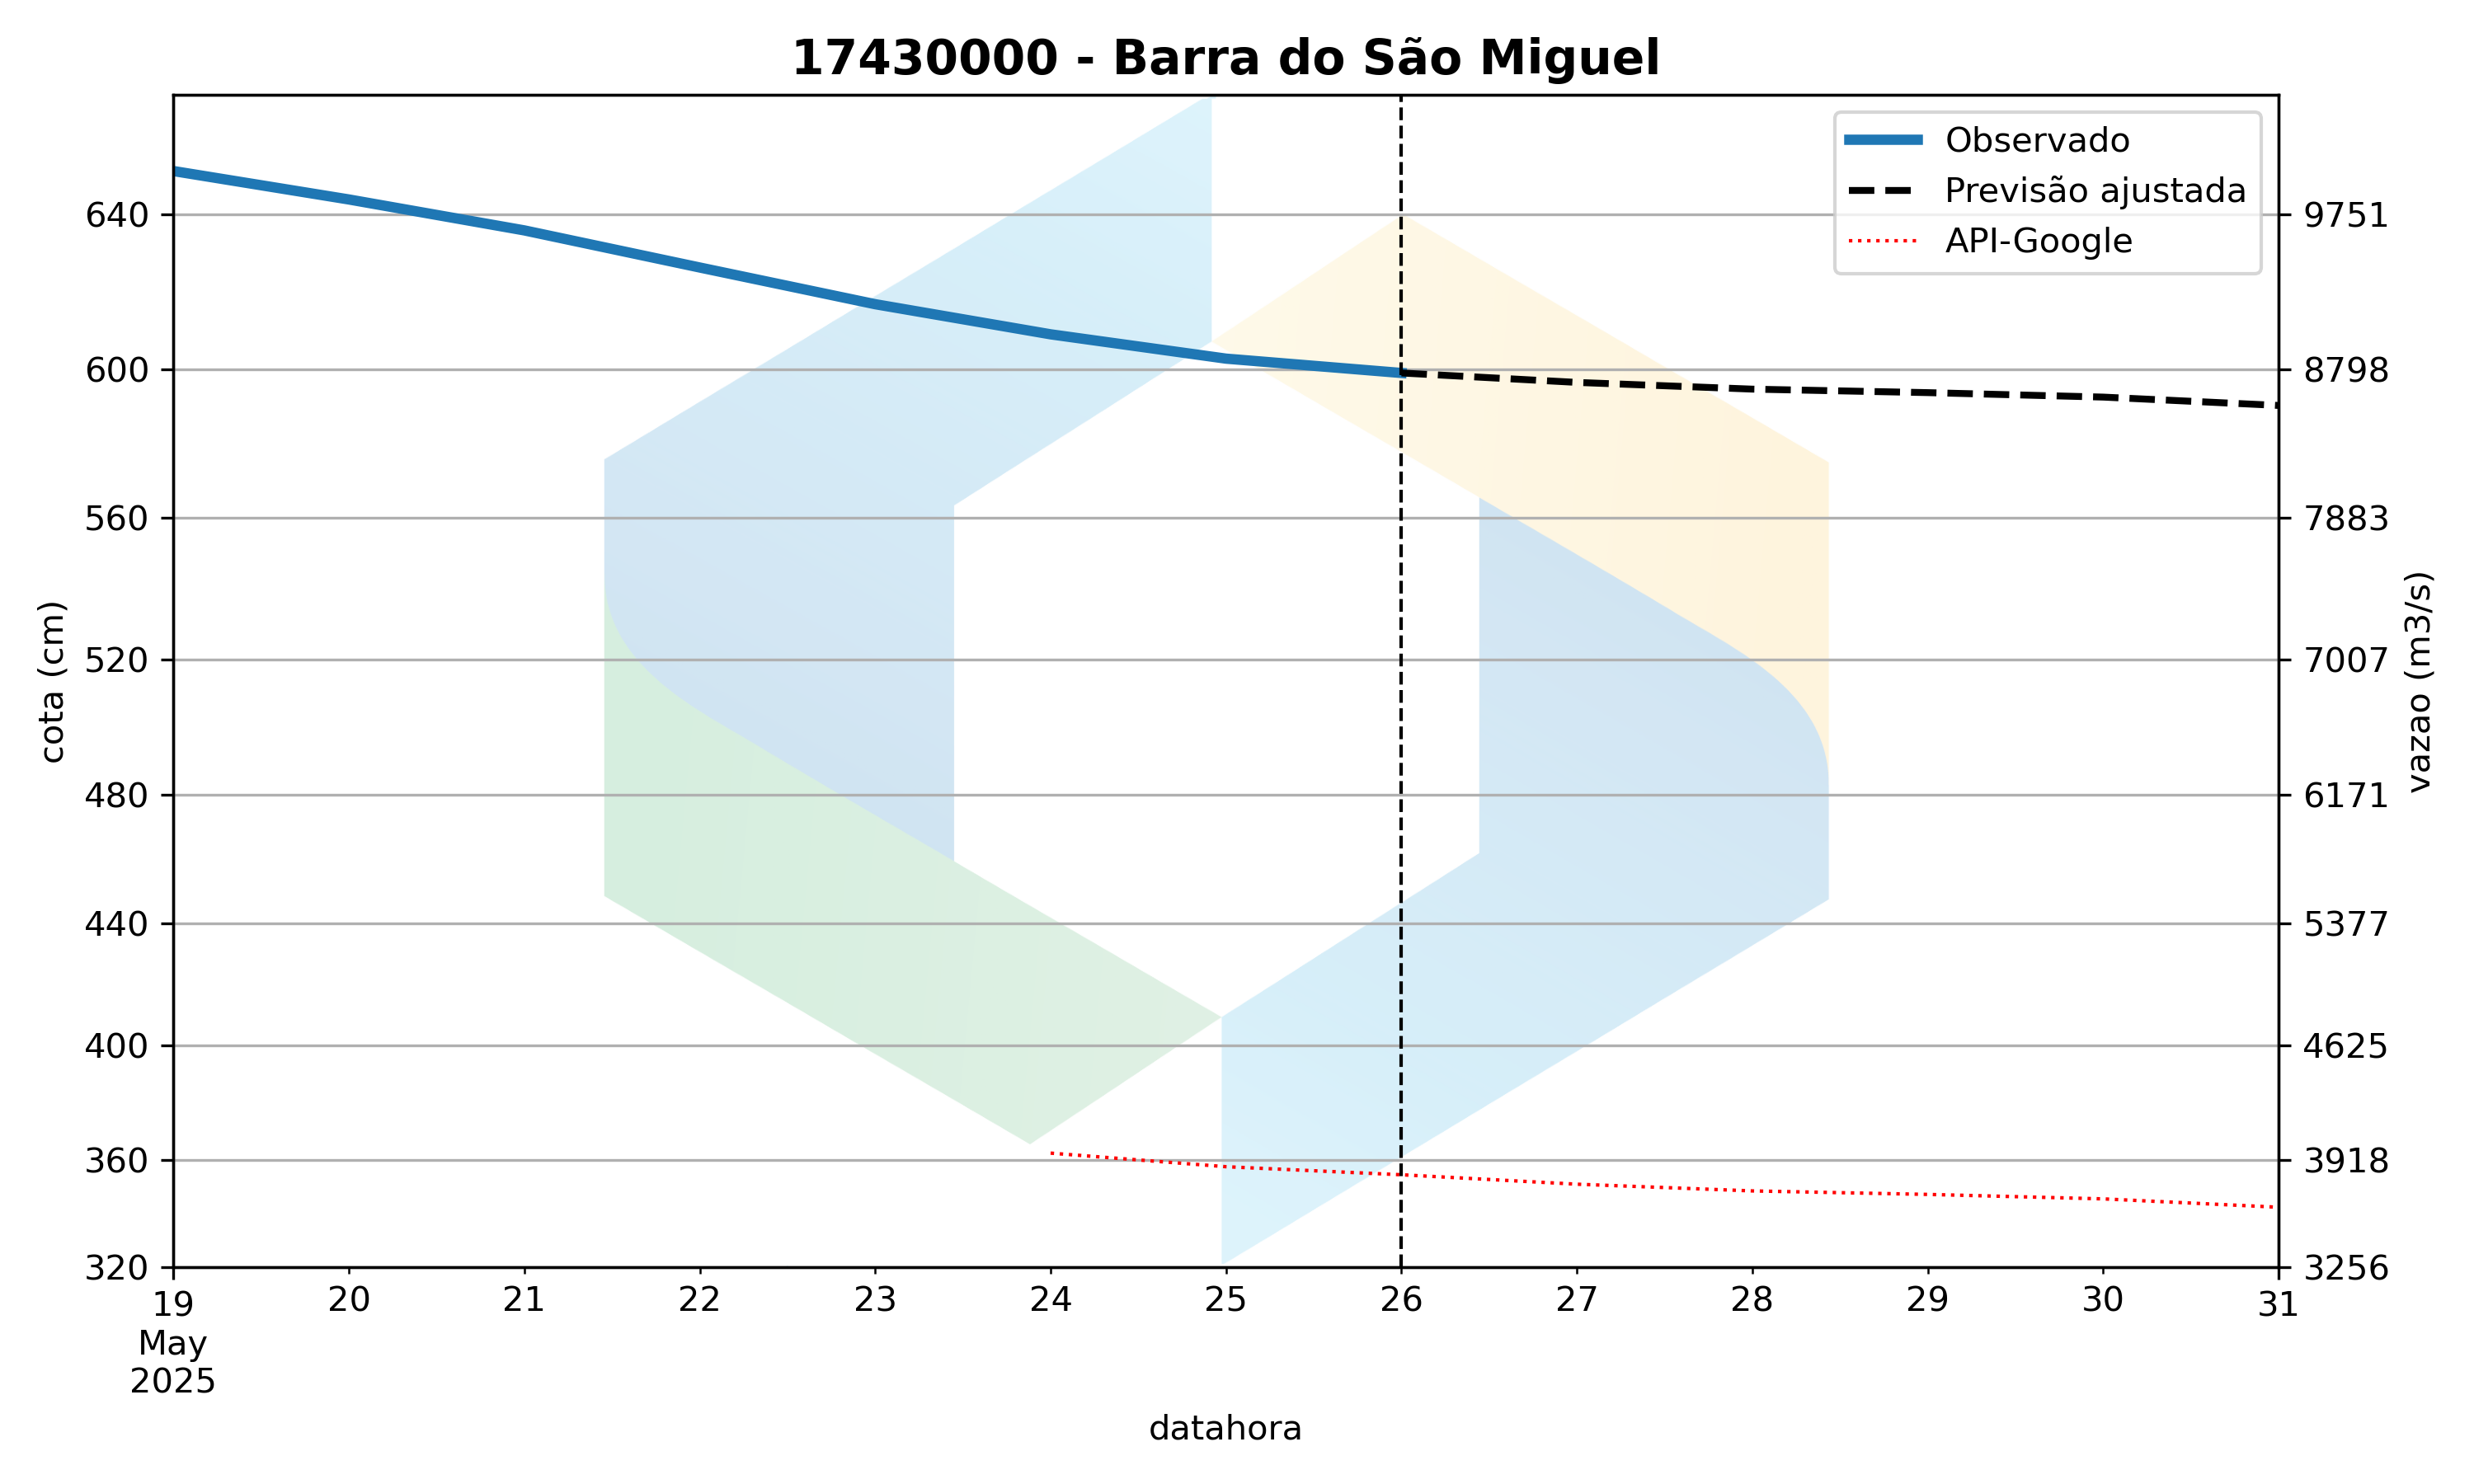 17430000 - Barra do São Miguel
Observado
Previsão ajustada
API-Google
640
600
560
520
480
440
400
360
320
cota (cm)
9751
8798
7883
7007
6171
5377
4625
3918
3256
vazao (m3/s)
19 20 21 22 23 24 25 26 27 28 29 30 31
May
2025
datahora